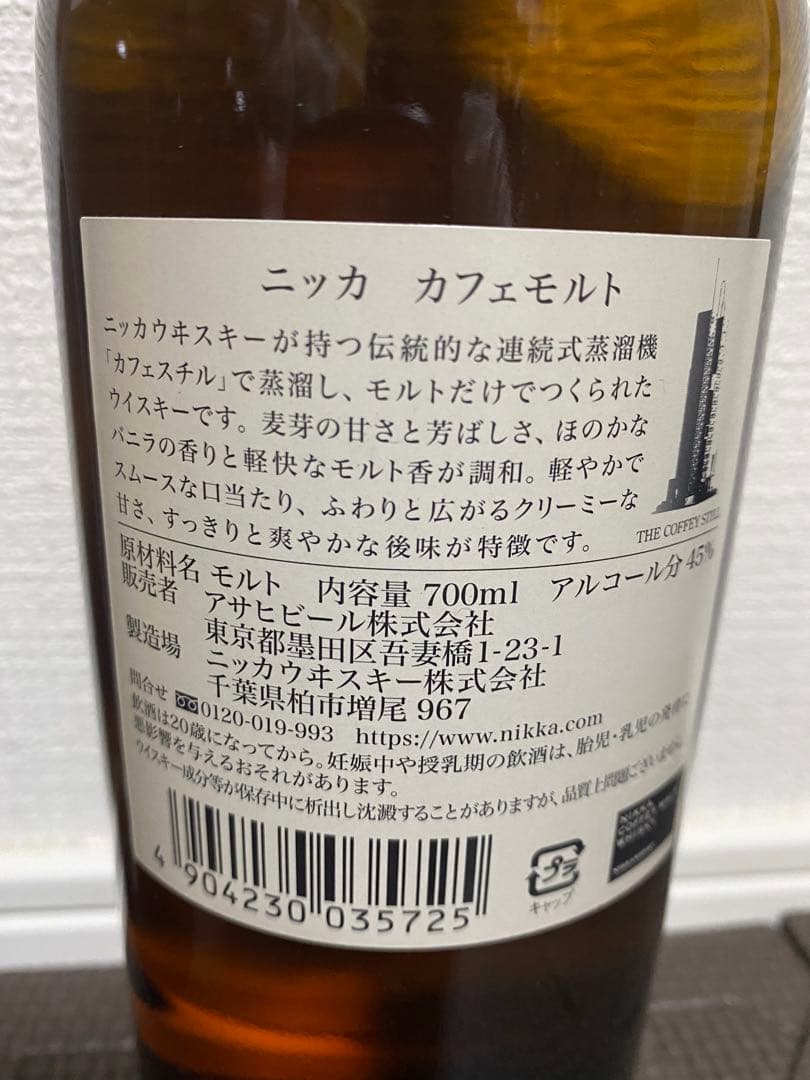 ニッカ カフェモルト
ニッカウヰスキーが持つ伝統的な連続式蒸溜機
「カフェスチル」で蒸溜し、モルトだけでつくられた
ウイスキーです。麦芽の甘さと芳ばしさ、ほのかな
バニラの香りと軽快なモルト香が調和。軽やかで
スムースな口当たり、ふわりと広がるクリーミーな
甘さ、すっきりと爽やかな後味が特徴です。
THE COFFEY STILL
原材料名 モルト 内容量 700ml アルコール分 45%
販売者 アサヒビール株式会社
東京都墨田区吾妻橋1-23-1
製造場 ニッカウヰスキー株式会社
千葉県柏市増尾 967
問合せ 0120-019-993 https://www.nikka.com
飲酒は20歳になってから。妊娠中や授乳期の飲酒は、胎児・乳児の発育に
悪影響を与えるおそれがあります。
ウイスキー成分等が保存中に析出し沈澱することがありますが、品質上問題ございません。
4 904230 035725
プラ
キャップ